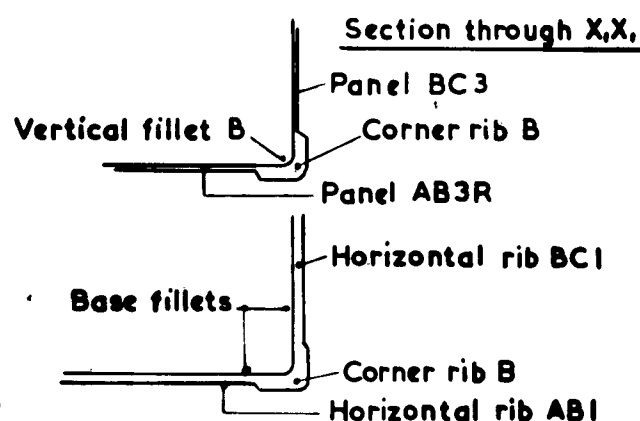 Section through X,X,
Panel BC3
Vertical fillet B
Corner rib B
Panel AB3R
Horizontal rib BC1
Base fillets
Corner rib B
Horizontal rib AB1